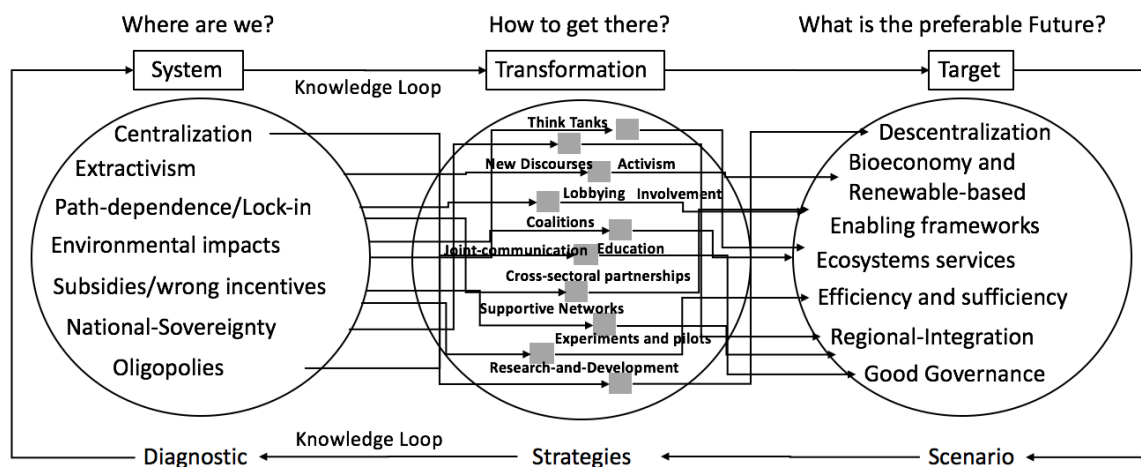 Where are we?
How to get there?
What is the preferable Future?
System
Transformation
Target
Knowledge Loop
Centralization
Extractivism
Path-dependence/Lock-in
Environmental impacts
Subsidies/wrong incentives
National-Sovereignty
Oligopolies
Think Tanks
New Discourses
Activism
Lobbying
Involvement
Coalitions
Joint-communication
Education
Cross-sectoral partnerships
Supportive Networks
Experiments and pilots
Research-and-Development
Descentralization
Bioeconomy and
Renewable-based
Enabling frameworks
Ecosystems services
Efficiency and sufficiency
Regional-Integration
Good Governance
Knowledge Loop
Diagnostic
Strategies
Scenario